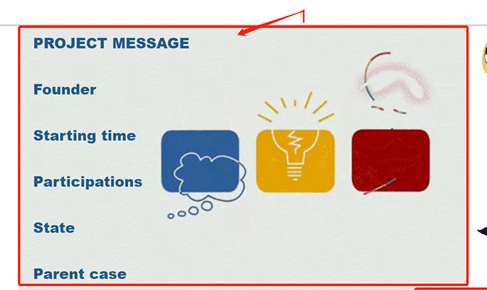 PROJECT MESSAGE
Founder
Starting time
Participations
State
Parent case